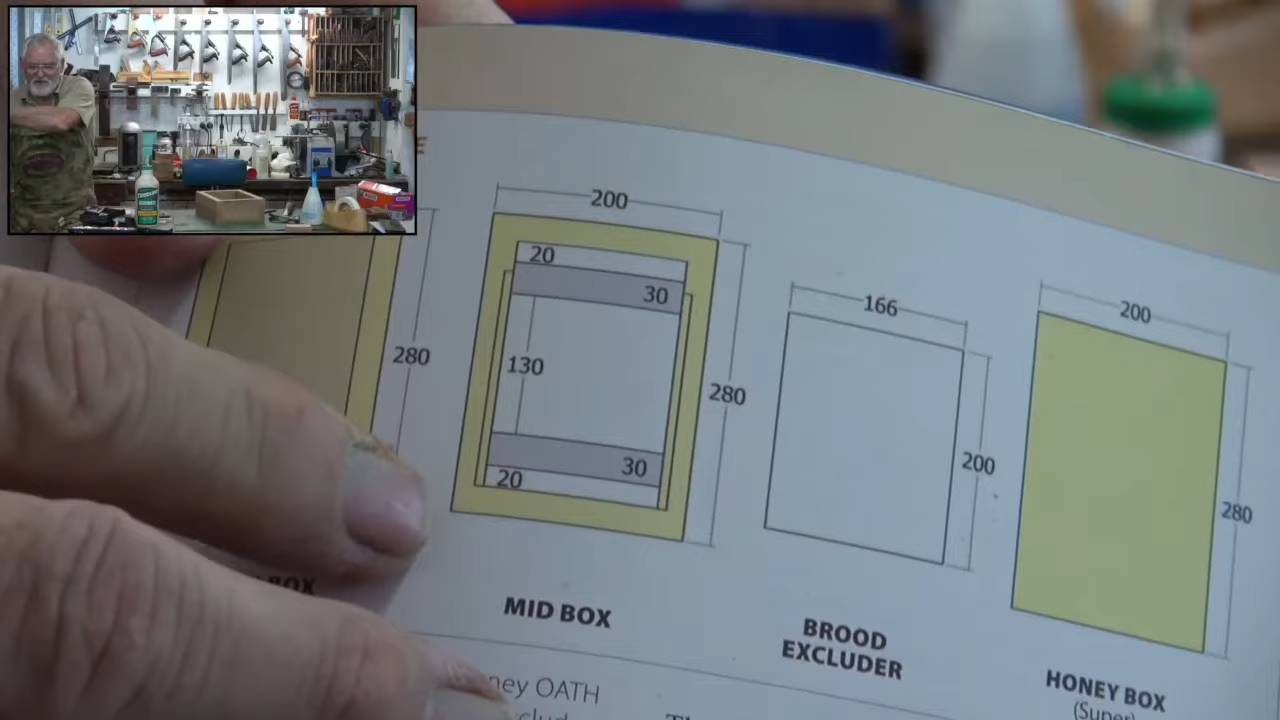 200
20
30
130
280
280
20
30
MID BOX
166
200
BROOD
EXCLUDER
200
280
HONEY BOX
(Super)
BOX
ney OATH